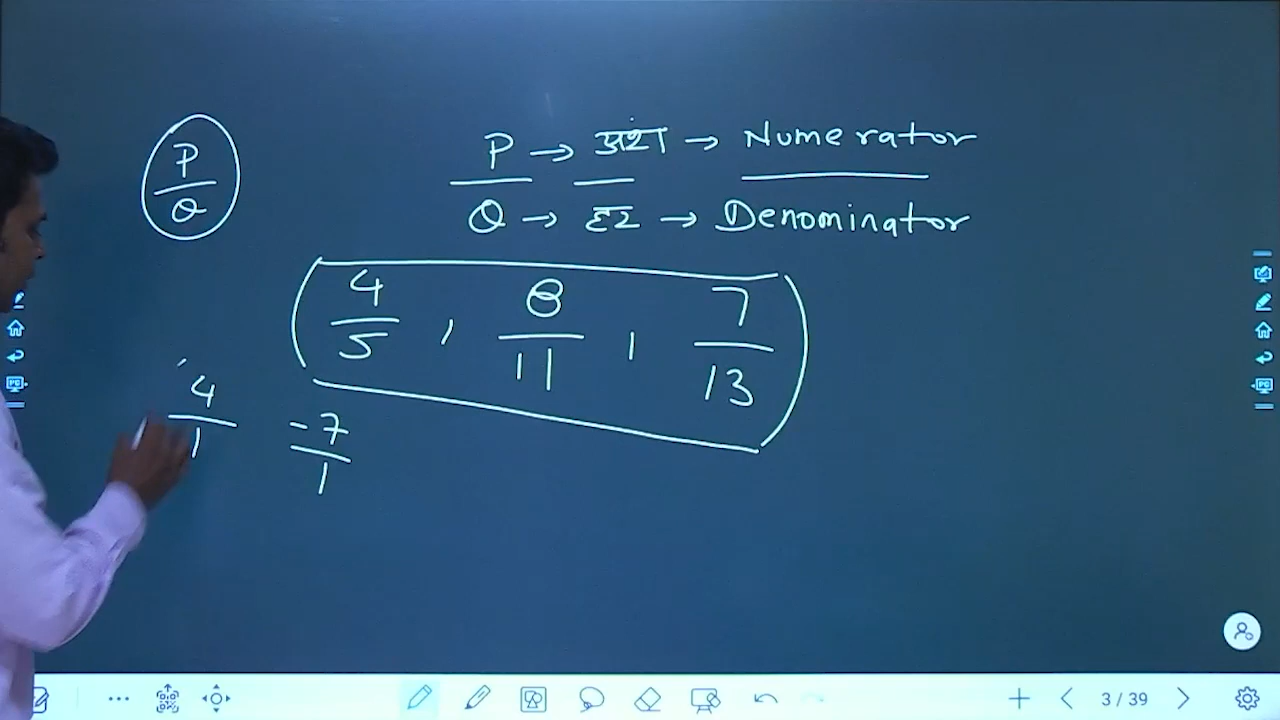 P → अंश → Numerator
P/Q
Q → हर → Denominator
4/5 , 8/11 , 7/13
4/1 -7/1
3 / 39